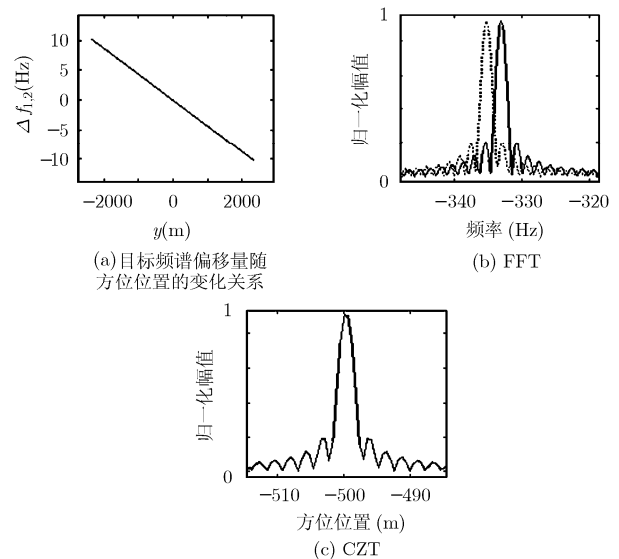 10
5
0
−5
−10
Δf1,2(Hz)
−2000 0 2000
y(m)
(a)目标频谱偏移量随
方位位置的变化关系
1
0
归一化幅值
−340 −330 −320
频率 (Hz)
(b) FFT
1
0
归一化幅值
−510 −500 −490
方位位置 (m)
(c) CZT